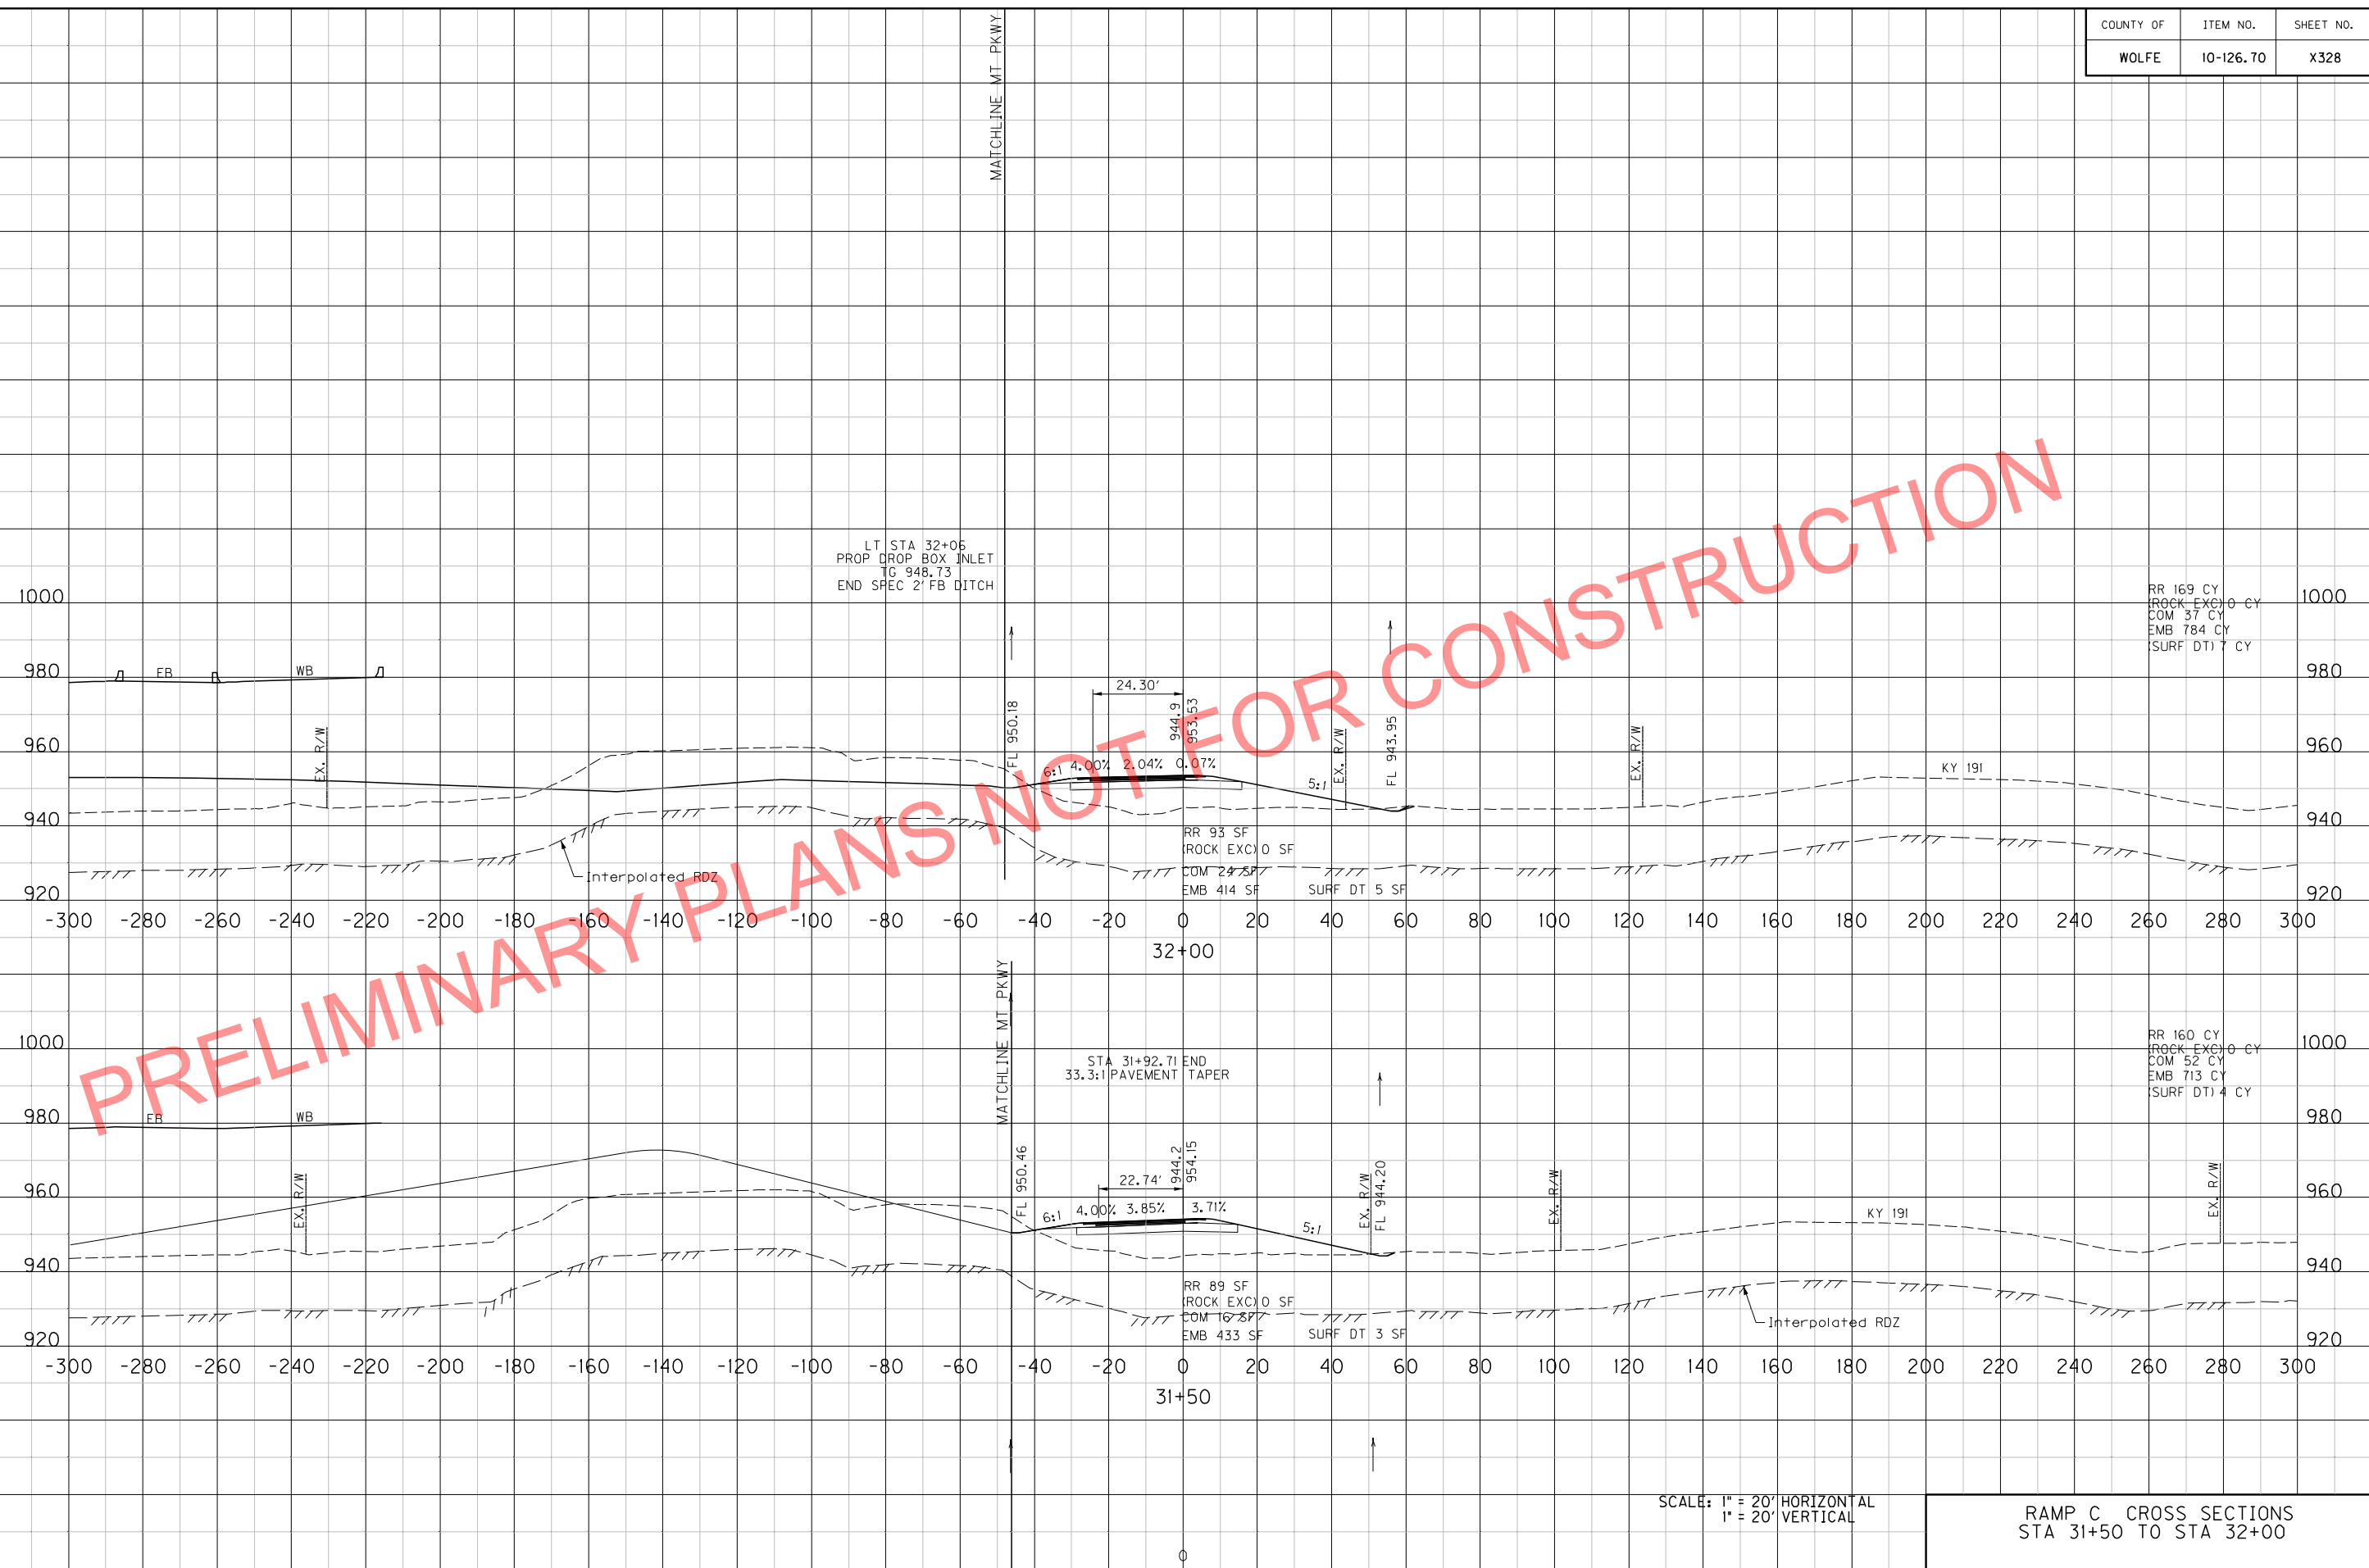 COUNTY OF ITEM NO. SHEET NO.
WOLFE 10-126.70 X328
MATCHLINE MT PKWY
LT STA 32+06
PROP DROP BOX INLET
TG 948.73
END SPEC 2' FB DITCH
RR 169 CY
(ROCK EXC) 0 CY
COM 37 CY
EMB 784 CY
(SURF DT) 7 CY
1000 1000
980 980
960 960
940 940
920 920
EB WB
EX. R/W
FL 950.18
24.30'
944.9
953.53
6:1 4.00% 2.04% 0.07%
5:1
EX. R/W
FL 943.95
EX. R/W
KY 191
RR 93 SF
(ROCK EXC) 0 SF
COM 24 SF
EMB 414 SF
SURF DT 5 SF
Interpolated RDZ
-300 -280 -260 -240 -220 -200 -180 -160 -140 -120 -100 -80 -60 -40 -20 0 20 40 60 80 100 120 140 160 180 200 220 240 260 280 300
32+00
PRELIMINARY PLANS NOT FOR CONSTRUCTION
MATCHLINE MT PKWY
STA 31+92.71 END
33.3:1 PAVEMENT TAPER
RR 160 CY
(ROCK EXC) 0 CY
COM 52 CY
EMB 713 CY
(SURF DT) 4 CY
1000 1000
980 980
960 960
940 940
920 920
EB WB
EX. R/W
FL 950.46
22.74'
944.2
954.15
6:1 4.00% 3.85% 3.71%
5:1
EX. R/W
FL 944.20
EX. R/W
KY 191
EX. R/W
RR 89 SF
(ROCK EXC) 0 SF
COM 16 SF
EMB 433 SF
SURF DT 3 SF
Interpolated RDZ
-300 -280 -260 -240 -220 -200 -180 -160 -140 -120 -100 -80 -60 -40 -20 0 20 40 60 80 100 120 140 160 180 200 220 240 260 280 300
31+50
SCALE: 1" = 20' HORIZONTAL
1" = 20' VERTICAL
RAMP C CROSS SECTIONS
STA 31+50 TO STA 32+00
0